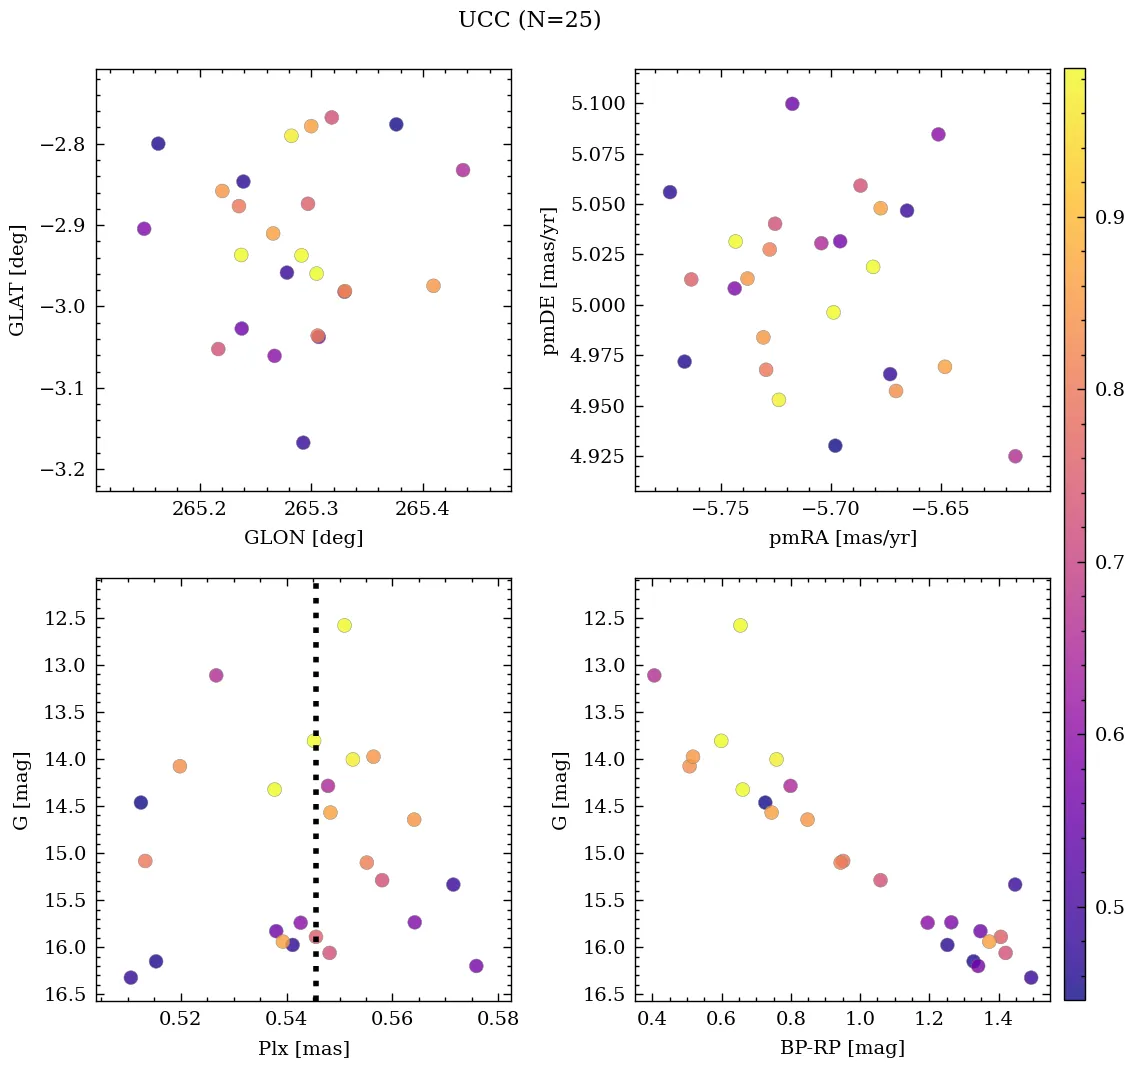 UCC (N=25)
−2.8
−2.9
−3.0
−3.1
−3.2
GLAT [deg]
265.2 265.3 265.4
GLON [deg]
5.100
5.075
5.050
5.025
5.000
4.975
4.950
4.925
pmDE [mas/yr]
−5.75 −5.70 −5.65
pmRA [mas/yr]
0.9
0.8
0.7
0.6
0.5
12.5
13.0
13.5
14.0
14.5
15.0
15.5
16.0
16.5
G [mag]
0.52 0.54 0.56 0.58
Plx [mas]
12.5
13.0
13.5
14.0
14.5
15.0
15.5
16.0
16.5
G [mag]
0.4 0.6 0.8 1.0 1.2 1.4
BP-RP [mag]